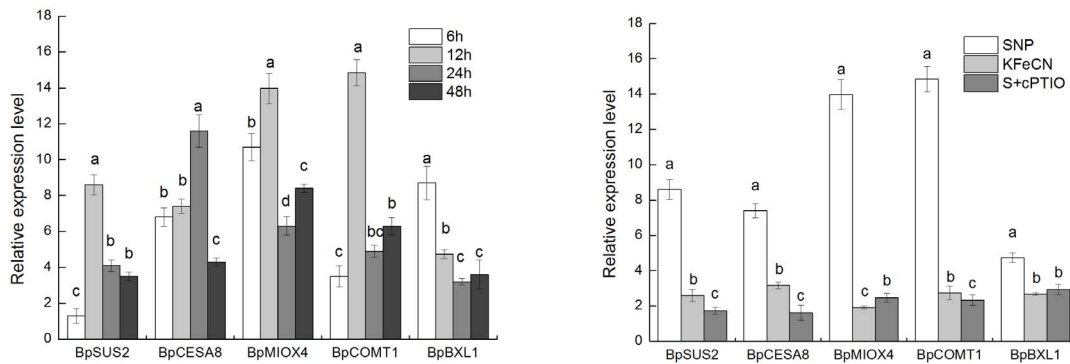 18
16
14
12
10
8
6
4
2
0
Relative expression level
6h
12h
24h
48h
c
a
b
b
b
b
a
c
b
a
d
c
c
a
bc
b
a
b
c
c
BpSUS2 BpCESA8 BpMIOX4 BpCOMT1 BpBXL1
18
16
14
12
10
8
6
4
2
0
Relative expression level
SNP
KFeCN
S+cPTIO
a
b
c
a
b
c
a
c
b
a
b
c
a
b
b
BpSUS2 BpCESA8 BpMIOX4 BpCOMT1 BpBXL1